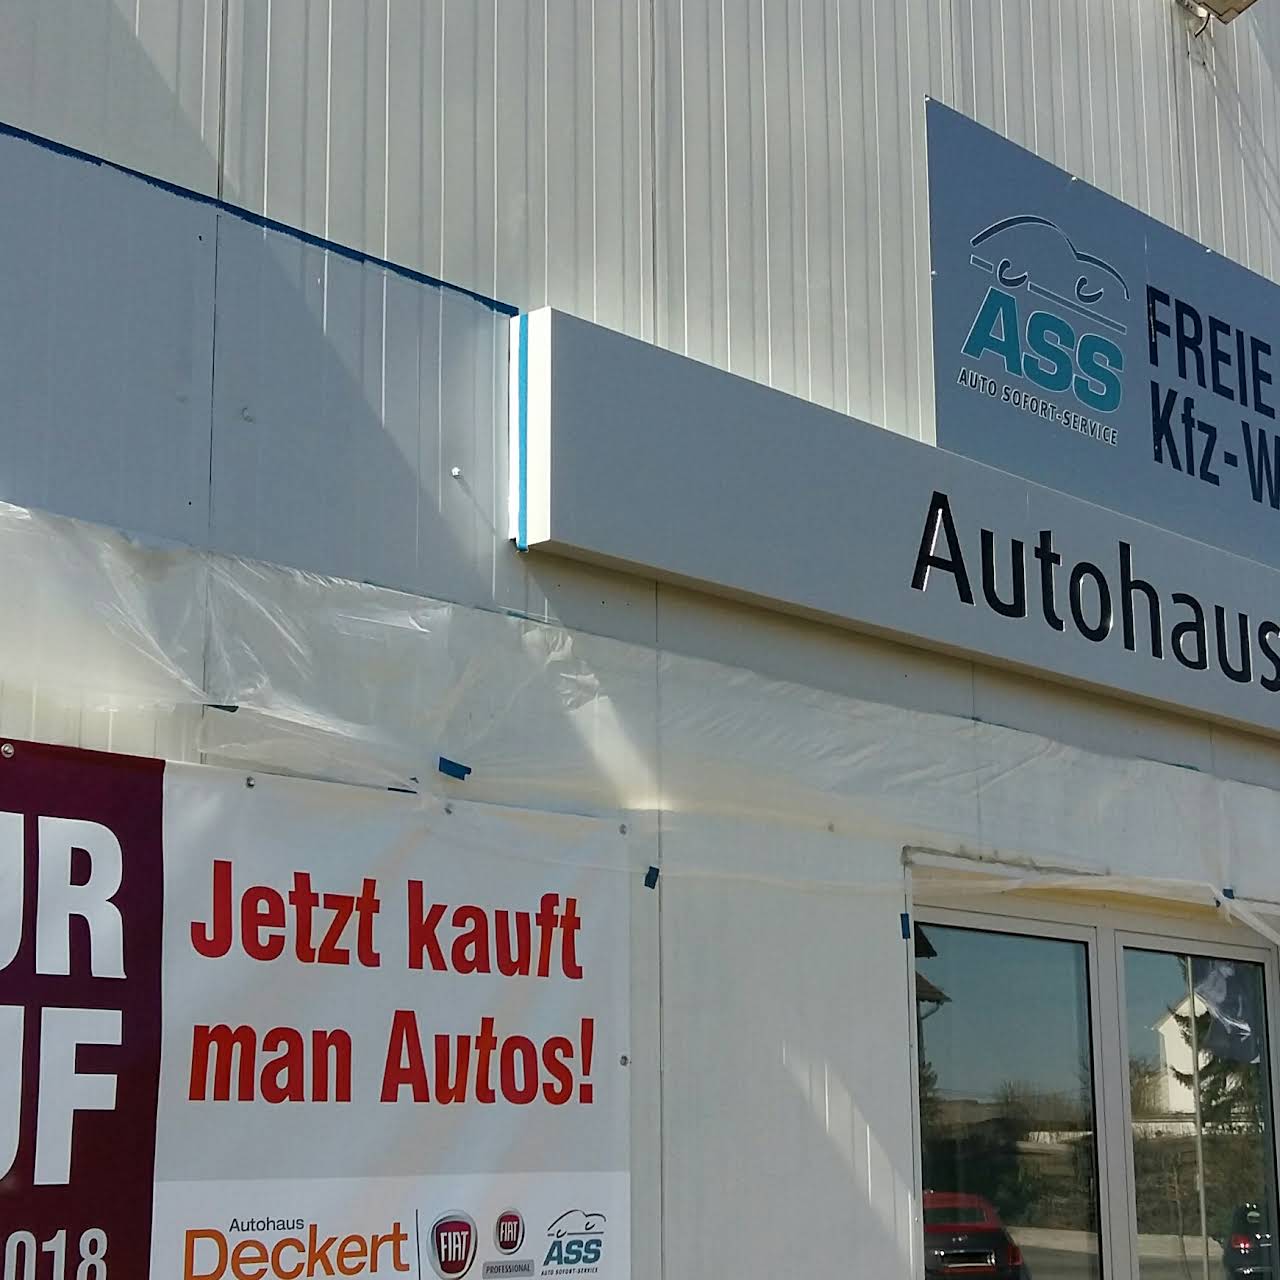 ASS
AUTO SOFORT-SERVICE
FREIE
Kfz-W
Autohaus
UR
UF
018
Jetzt kauft
man Autos!
Autohaus
Deckert
FIAT
FIAT
PROFESSIONAL
ASS
AUTO SOFORT-SERVICE